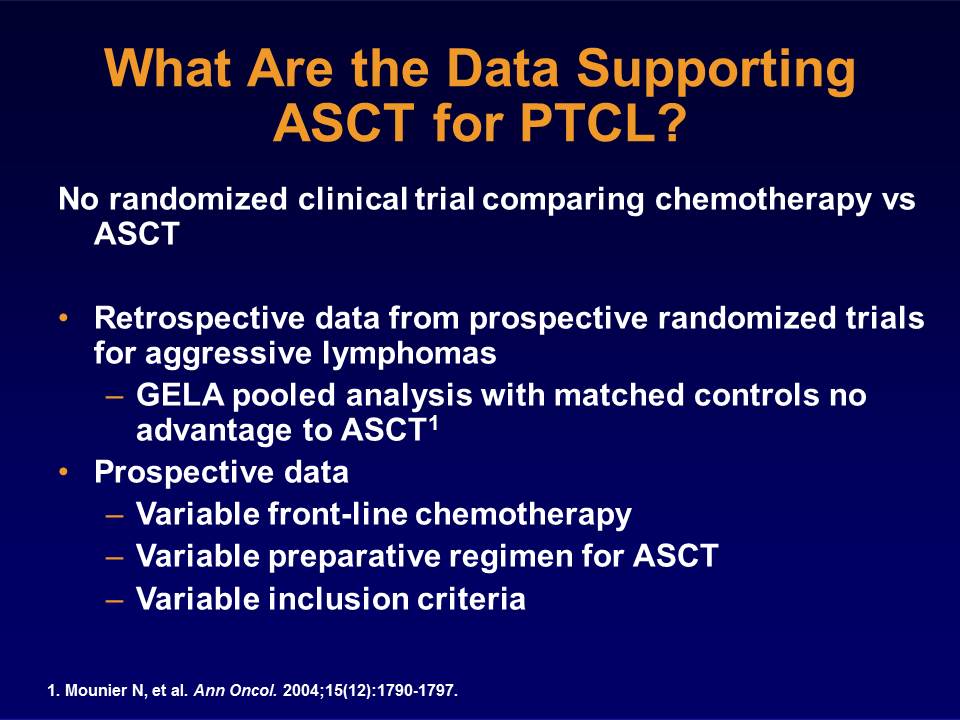 What Are the Data Supporting
ASCT for PTCL?
No randomized clinical trial comparing chemotherapy vs
ASCT
• Retrospective data from prospective randomized trials
for aggressive lymphomas
– GELA pooled analysis with matched controls no
advantage to ASCT¹
• Prospective data
– Variable front-line chemotherapy
– Variable preparative regimen for ASCT
– Variable inclusion criteria
1. Mounier N, et al. Ann Oncol. 2004;15(12):1790-1797.